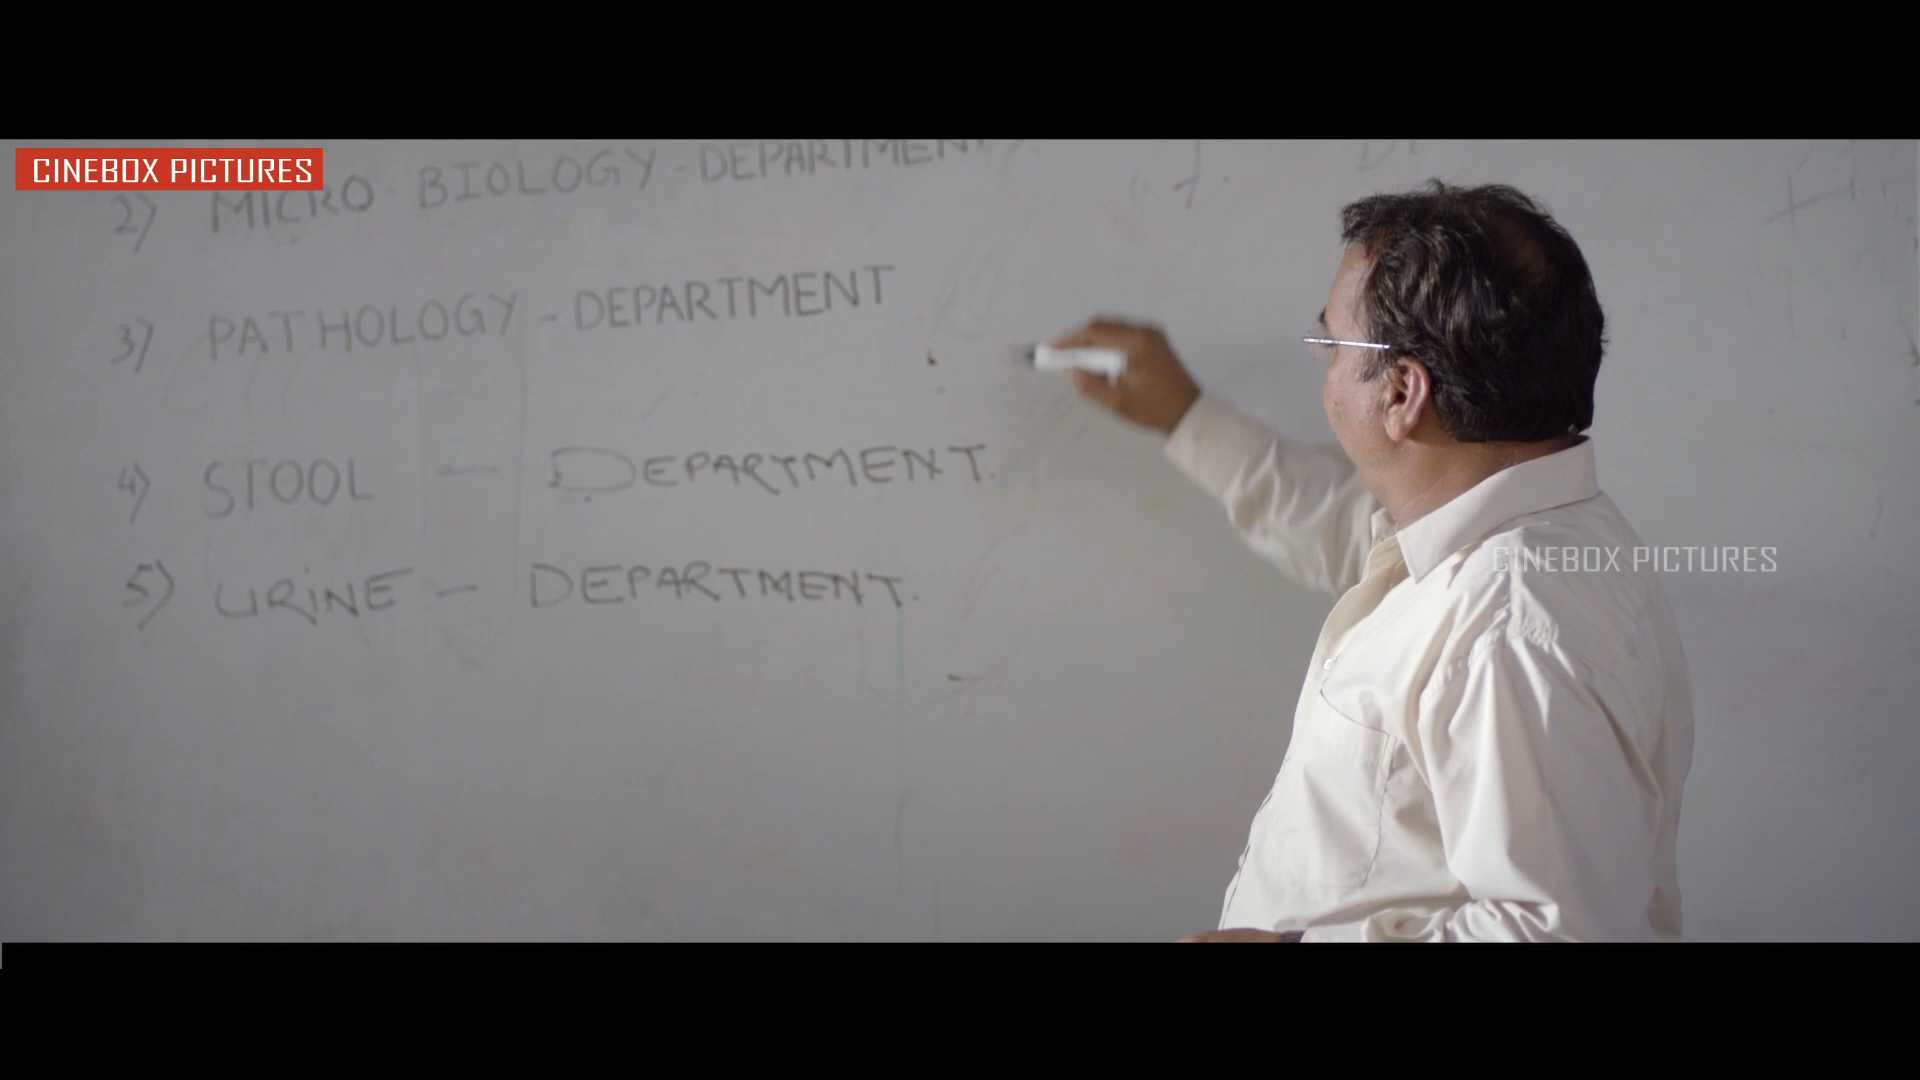 CINEBOX PICTURES
2) MICRO BIOLOGY - DEPARTMENT
3) PATHOLOGY - DEPARTMENT
4) STOOL - DEPARTMENT.
5) URINE - DEPARTMENT.
CINEBOX PICTURES